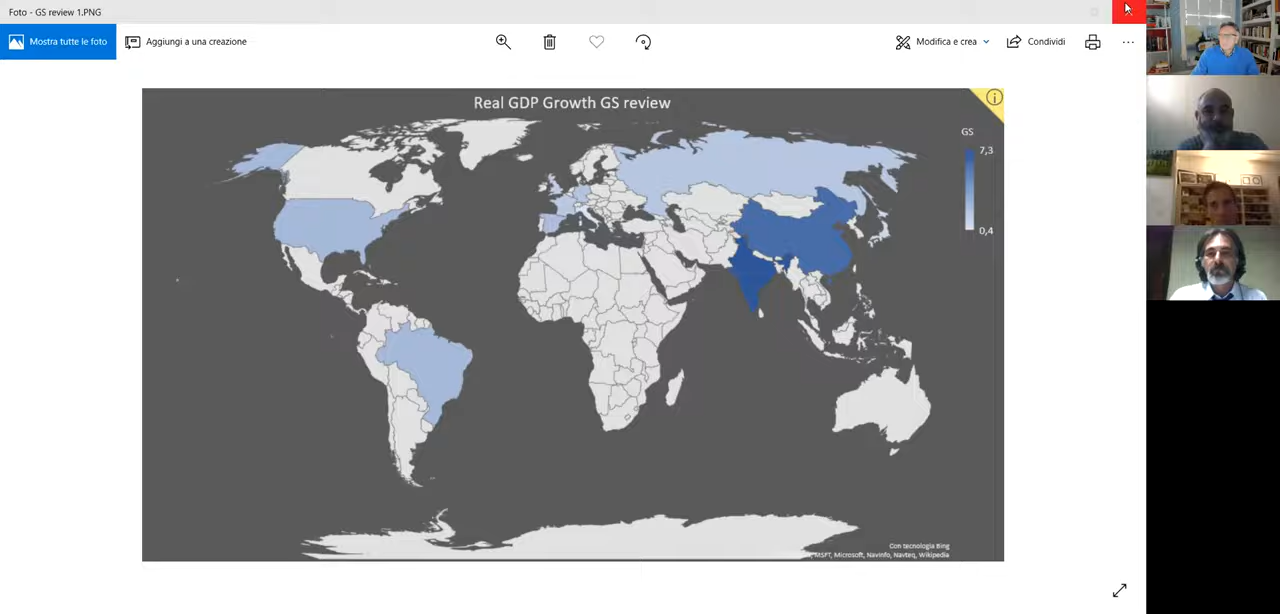 Foto - GS review 1.PNG
Mostra tutte le foto
Aggiungi a una creazione
Modifica e crea
Condividi
Real GDP Growth GS review
GS
7,3
0,4
Con tecnologia Bing
, MSFT, Microsoft, NavInfo, Navteq, Wikipedia